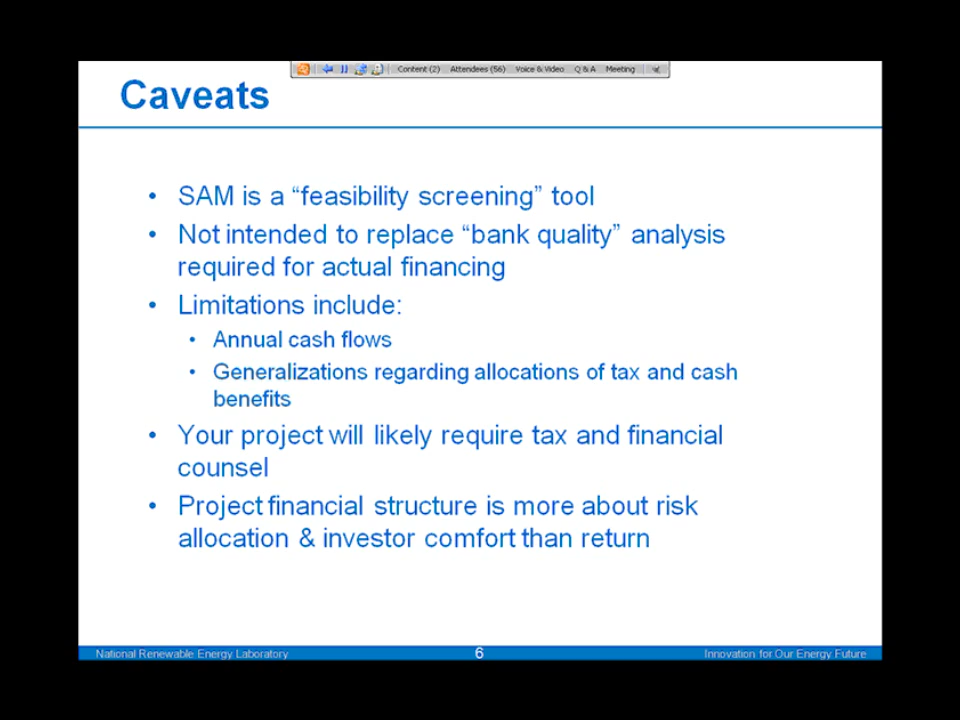 Content (2) Attendees (56) Voice & Video Q & A Meeting
Caveats
• SAM is a “feasibility screening” tool
• Not intended to replace “bank quality” analysis
required for actual financing
• Limitations include:
• Annual cash flows
• Generalizations regarding allocations of tax and cash
benefits
• Your project will likely require tax and financial
counsel
• Project financial structure is more about risk
allocation & investor comfort than return
National Renewable Energy Laboratory 6 Innovation for Our Energy Future